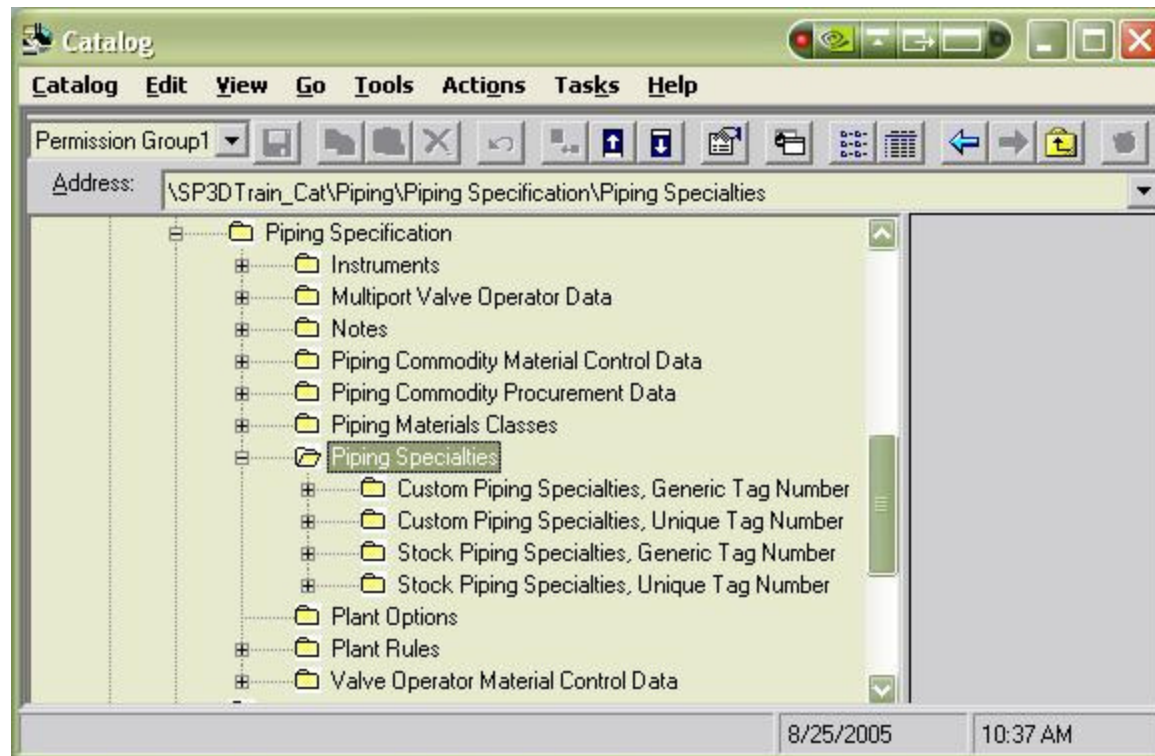 Catalog
Catalog Edit View Go Tools Actions Tasks Help
Permission Group1
Address: \SP3DTrain_Cat\Piping\Piping Specification\Piping Specialties
Piping Specification
Instruments
Multiport Valve Operator Data
Notes
Piping Commodity Material Control Data
Piping Commodity Procurement Data
Piping Materials Classes
Piping Specialties
Custom Piping Specialties, Generic Tag Number
Custom Piping Specialties, Unique Tag Number
Stock Piping Specialties, Generic Tag Number
Stock Piping Specialties, Unique Tag Number
Plant Options
Plant Rules
Valve Operator Material Control Data
8/25/2005 10:37 AM